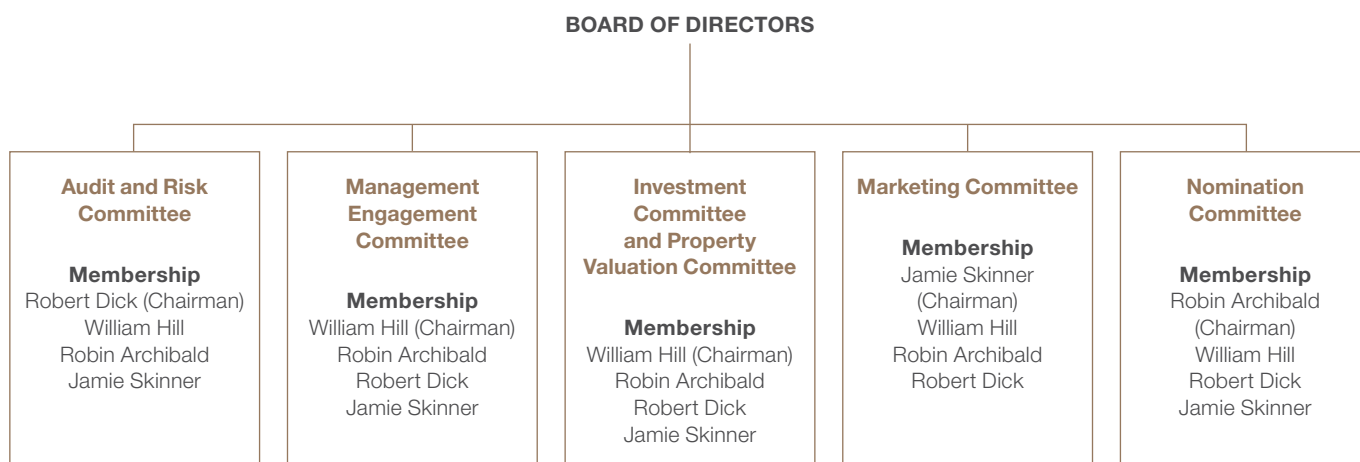 BOARD OF DIRECTORS
Audit and Risk
Committee
Membership
Robert Dick (Chairman)
William Hill
Robin Archibald
Jamie Skinner
Management
Engagement
Committee
Membership
William Hill (Chairman)
Robin Archibald
Robert Dick
Jamie Skinner
Investment
Committee
and Property
Valuation Committee
Membership
William Hill (Chairman)
Robin Archibald
Robert Dick
Jamie Skinner
Marketing Committee
Membership
Jamie Skinner
(Chairman)
William Hill
Robin Archibald
Robert Dick
Nomination
Committee
Membership
Robin Archibald
(Chairman)
William Hill
Robert Dick
Jamie Skinner